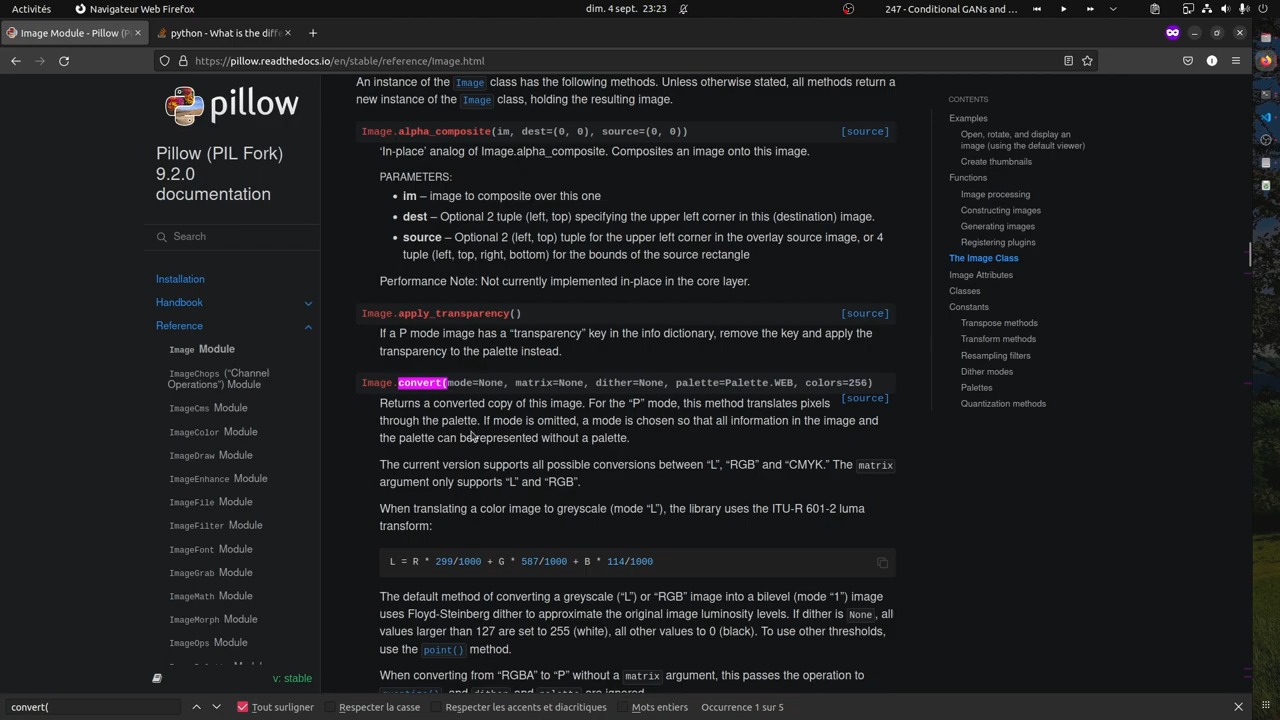 Activités
Navigateur Web Firefox
dim. 4 sept. 23:23
247 - Conditional GANs and ...
Image Module - Pillow (P
python - What is the diffe
https://pillow.readthedocs.io/en/stable/reference/Image.html
pillow
Pillow (PIL Fork)
9.2.0
documentation
Search
Installation
Handbook
Reference
Image Module
ImageChops ("Channel
Operations") Module
ImageCms Module
ImageColor Module
ImageDraw Module
ImageEnhance Module
ImageFile Module
ImageFilter Module
ImageFont Module
ImageGrab Module
ImageMath Module
ImageMorph Module
ImageOps Module
v: stable
An instance of the Image class has the following methods. Unless otherwise stated, all methods return a
new instance of the Image class, holding the resulting image.
Image.alpha_composite(im, dest=(0, 0), source=(0, 0)) [source]
‘In-place’ analog of Image.alpha_composite. Composites an image onto this image.
PARAMETERS:
• im – image to composite over this one
• dest – Optional 2 tuple (left, top) specifying the upper left corner in this (destination) image.
• source – Optional 2 (left, top) tuple for the upper left corner in the overlay source image, or 4
tuple (left, top, right, bottom) for the bounds of the source rectangle
Performance Note: Not currently implemented in-place in the core layer.
Image.apply_transparency() [source]
If a P mode image has a “transparency” key in the info dictionary, remove the key and apply the
transparency to the palette instead.
Image.convert(mode=None, matrix=None, dither=None, palette=Palette.WEB, colors=256)
[source]
Returns a converted copy of this image. For the “P” mode, this method translates pixels
through the palette. If mode is omitted, a mode is chosen so that all information in the image and
the palette can be represented without a palette.
The current version supports all possible conversions between “L”, “RGB” and “CMYK.” The matrix
argument only supports “L” and “RGB”.
When translating a color image to greyscale (mode “L”), the library uses the ITU-R 601-2 luma
transform:
L = R * 299/1000 + G * 587/1000 + B * 114/1000
The default method of converting a greyscale (“L”) or “RGB” image into a bilevel (mode “1”) image
uses Floyd-Steinberg dither to approximate the original image luminosity levels. If dither is None, all
values larger than 127 are set to 255 (white), all other values to 0 (black). To use other thresholds,
use the point() method.
When converting from “RGBA” to “P” without a matrix argument, this passes the operation to
quantize(), and dither and palette are ignored.
CONTENTS
Examples
Open, rotate, and display an
image (using the default viewer)
Create thumbnails
Functions
Image processing
Constructing images
Generating images
Registering plugins
The Image Class
Image Attributes
Classes
Constants
Transpose methods
Transform methods
Resampling filters
Dither modes
Palettes
Quantization methods
convert(
Tout surligner
Respecter la casse
Respecter les accents et diacritiques
Mots entiers
Occurrence 1 sur 5